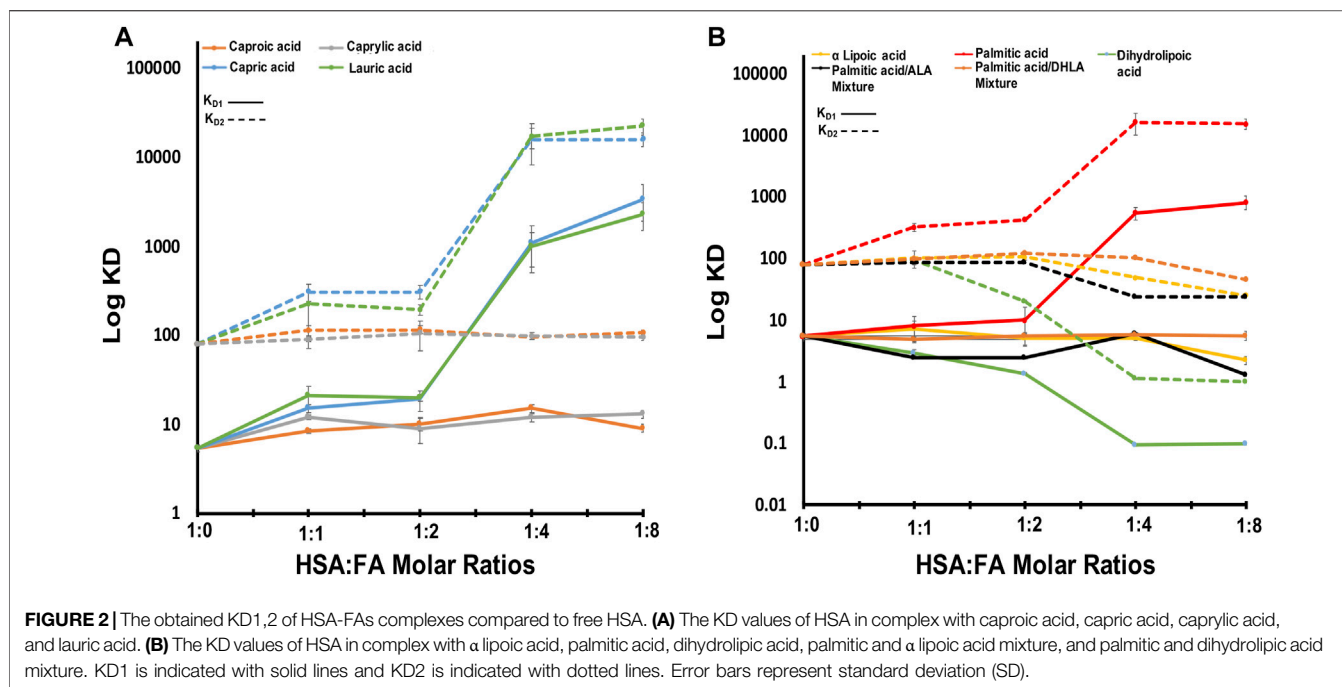 A
Caproic acid
Caprylic acid
Capric acid
Lauric acid
KD1
KD2
100000
10000
1000
100
10
1
Log KD
1:0
1:1
1:2
1:4
1:8
HSA:FA Molar Ratios
B
α Lipoic acid
Palmitic acid
Dihydrolipoic
acid
Palmitic acid/ALA
Mixture
Palmitic acid/DHLA
Mixture
KD1
KD2
100000
10000
1000
100
10
1
0.1
0.01
Log KD
1:0
1:1
1:2
1:4
1:8
HSA:FA Molar Ratios
FIGURE 2 | The obtained KD1,2 of HSA-FAs complexes compared to free HSA. (A) The KD values of HSA in complex with caproic acid, capric acid, caprylic acid,
and lauric acid. (B) The KD values of HSA in complex with α lipoic acid, palmitic acid, dihydrolipic acid, palmitic and α lipoic acid mixture, and palmitic and dihydrolipic acid
mixture. KD1 is indicated with solid lines and KD2 is indicated with dotted lines. Error bars represent standard deviation (SD).